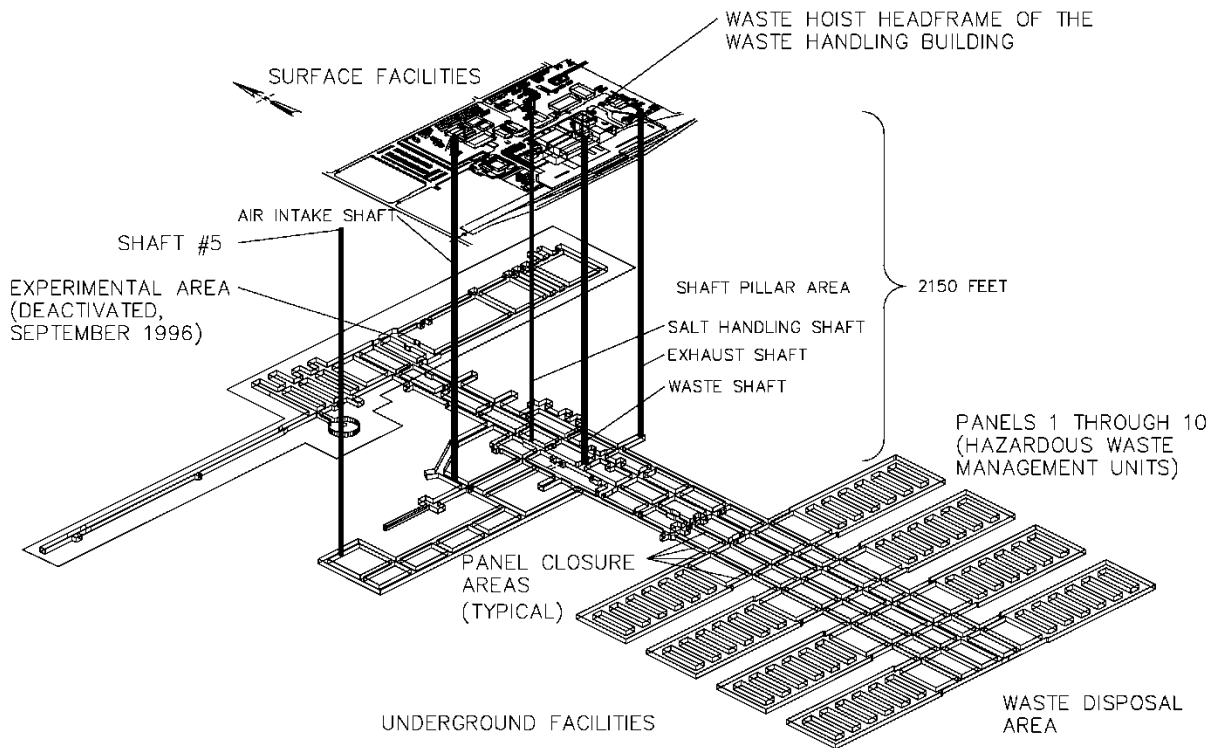 WASTE HOIST HEADFRAME OF THE
WASTE HANDLING BUILDING
SURFACE FACILITIES
AIR INTAKE SHAFT
SHAFT #5
EXPERIMENTAL AREA
(DEACTIVATED,
SEPTEMBER 1996)
SHAFT PILLAR AREA
2150 FEET
SALT HANDLING SHAFT
EXHAUST SHAFT
WASTE SHAFT
PANELS 1 THROUGH 10
(HAZARDOUS WASTE
MANAGEMENT UNITS)
PANEL CLOSURE
AREAS
(TYPICAL)
WASTE DISPOSAL
AREA
UNDERGROUND FACILITIES